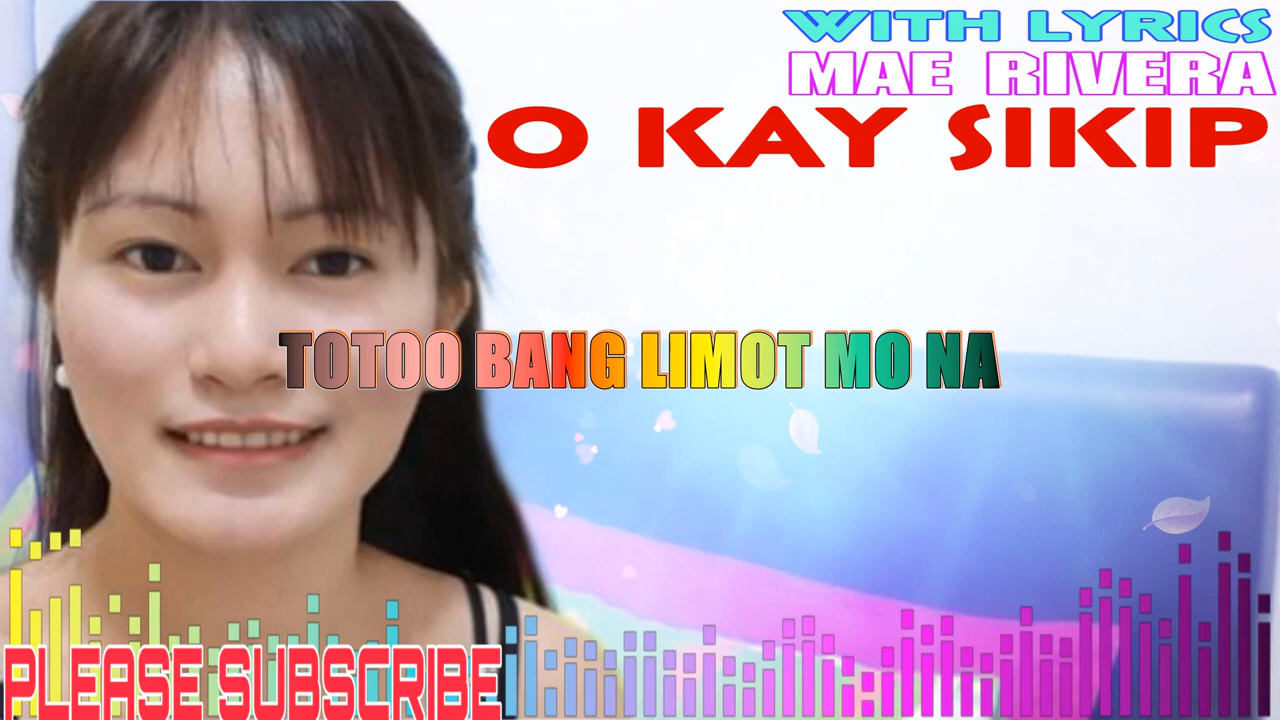 WITH LYRICS
MAE RIVERA
O KAY SIKIP
TOTOO BANG LIMOT MO NA
PLEASE SUBSCRIBE